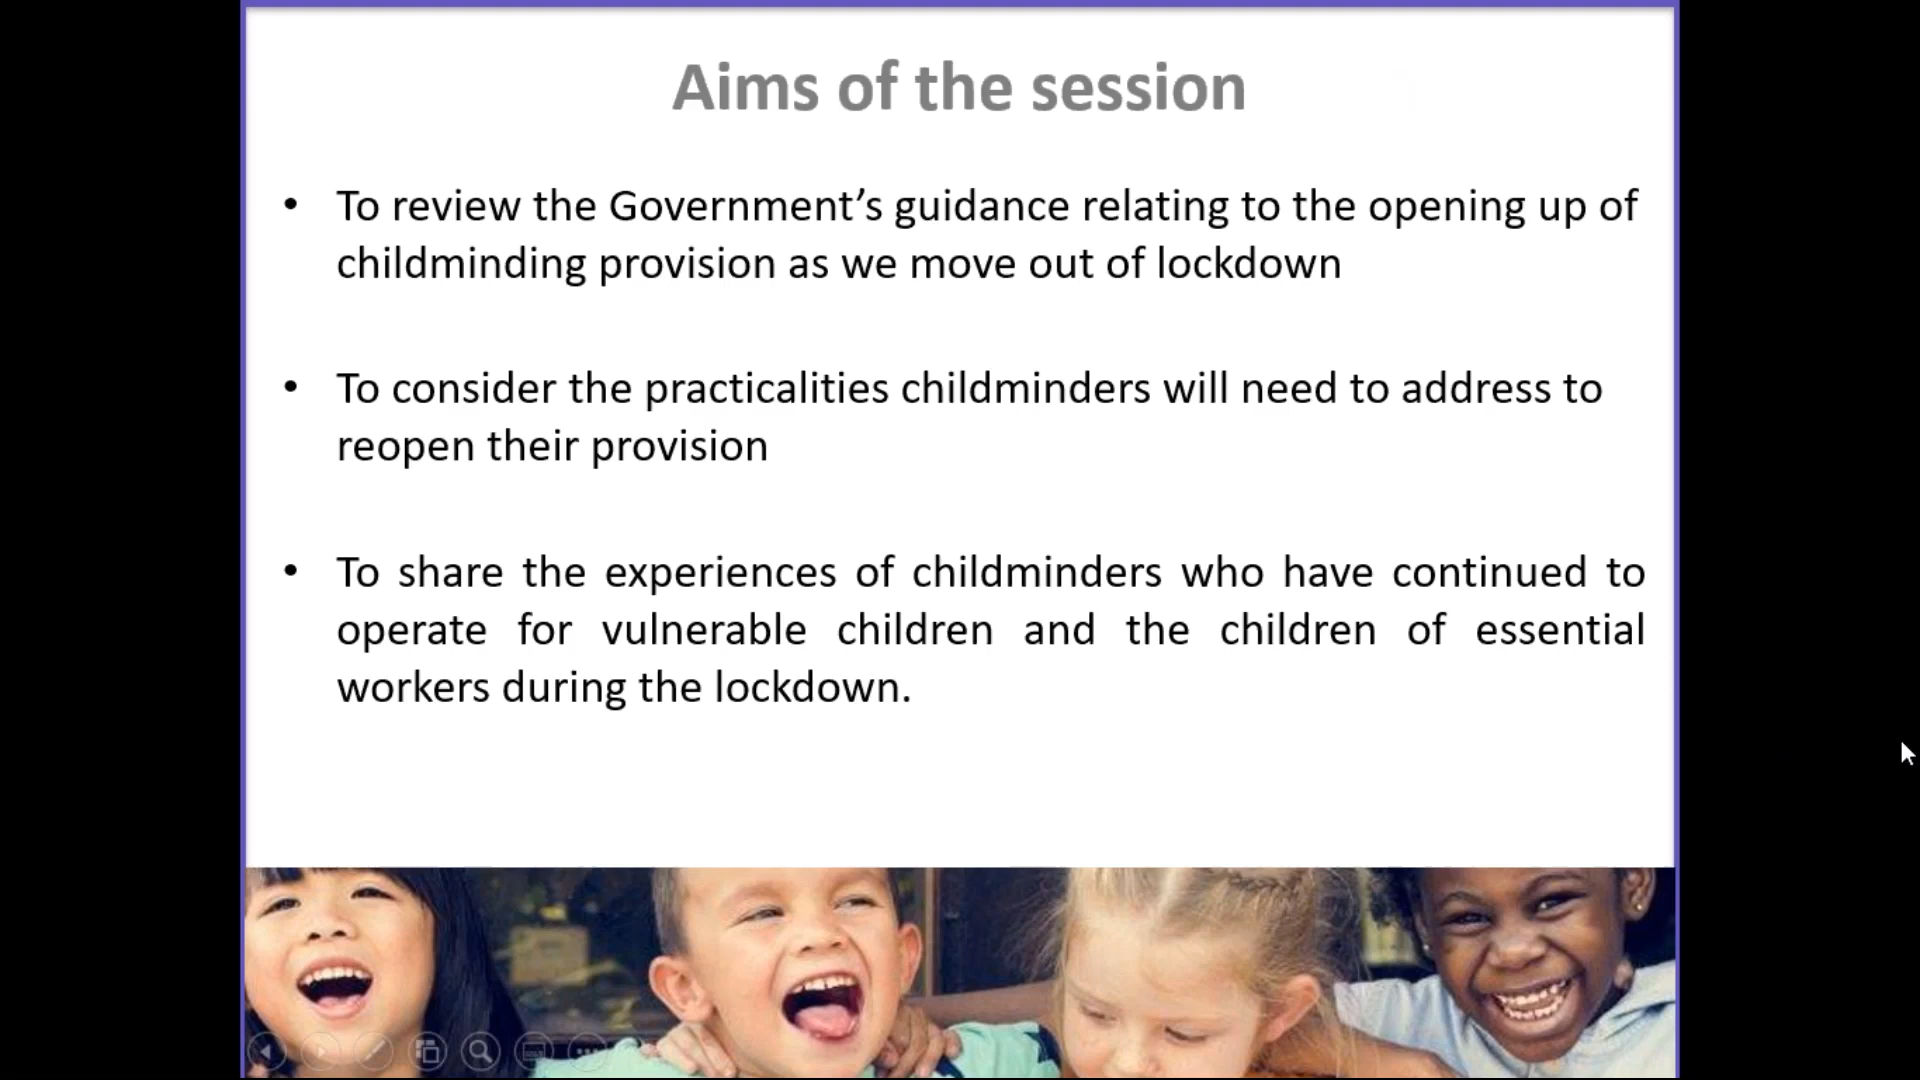 Aims of the session
• To review the Government’s guidance relating to the opening up of
childminding provision as we move out of lockdown
• To consider the practicalities childminders will need to address to
reopen their provision
• To share the experiences of childminders who have continued to
operate for vulnerable children and the children of essential
workers during the lockdown.